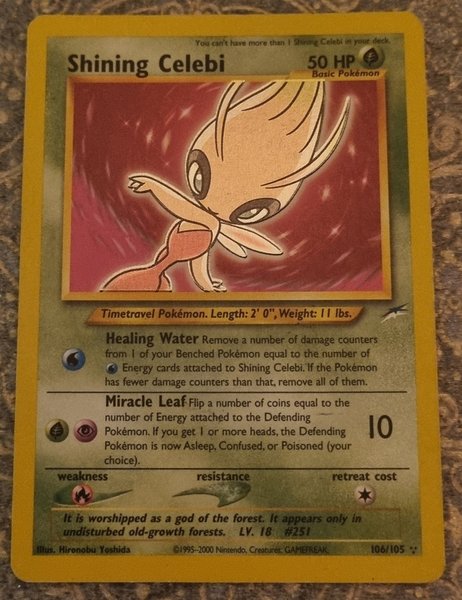 You can't have more than 1 Shining Celebi in your deck.
Shining Celebi 50 HP
Basic Pokémon
Timetravel Pokémon. Length: 2' 0", Weight: 11 lbs.
Healing Water Remove a number of damage counters
from 1 of your Benched Pokémon equal to the number of
Energy cards attached to Shining Celebi. If the Pokémon
has fewer damage counters than that, remove all of them.
Miracle Leaf Flip a number of coins equal to the
number of Energy attached to the Defending
Pokémon. If you get 1 or more heads, the Defending
Pokémon is now Asleep, Confused, or Poisoned (your
choice).
10
weakness resistance retreat cost
It is worshipped as a god of the forest. It appears only in
undisturbed old-growth forests. LV. 18 #251
Illus. Hironobu Yoshida ©1995-2000 Nintendo, Creatures, GAMEFREAK. 106/105